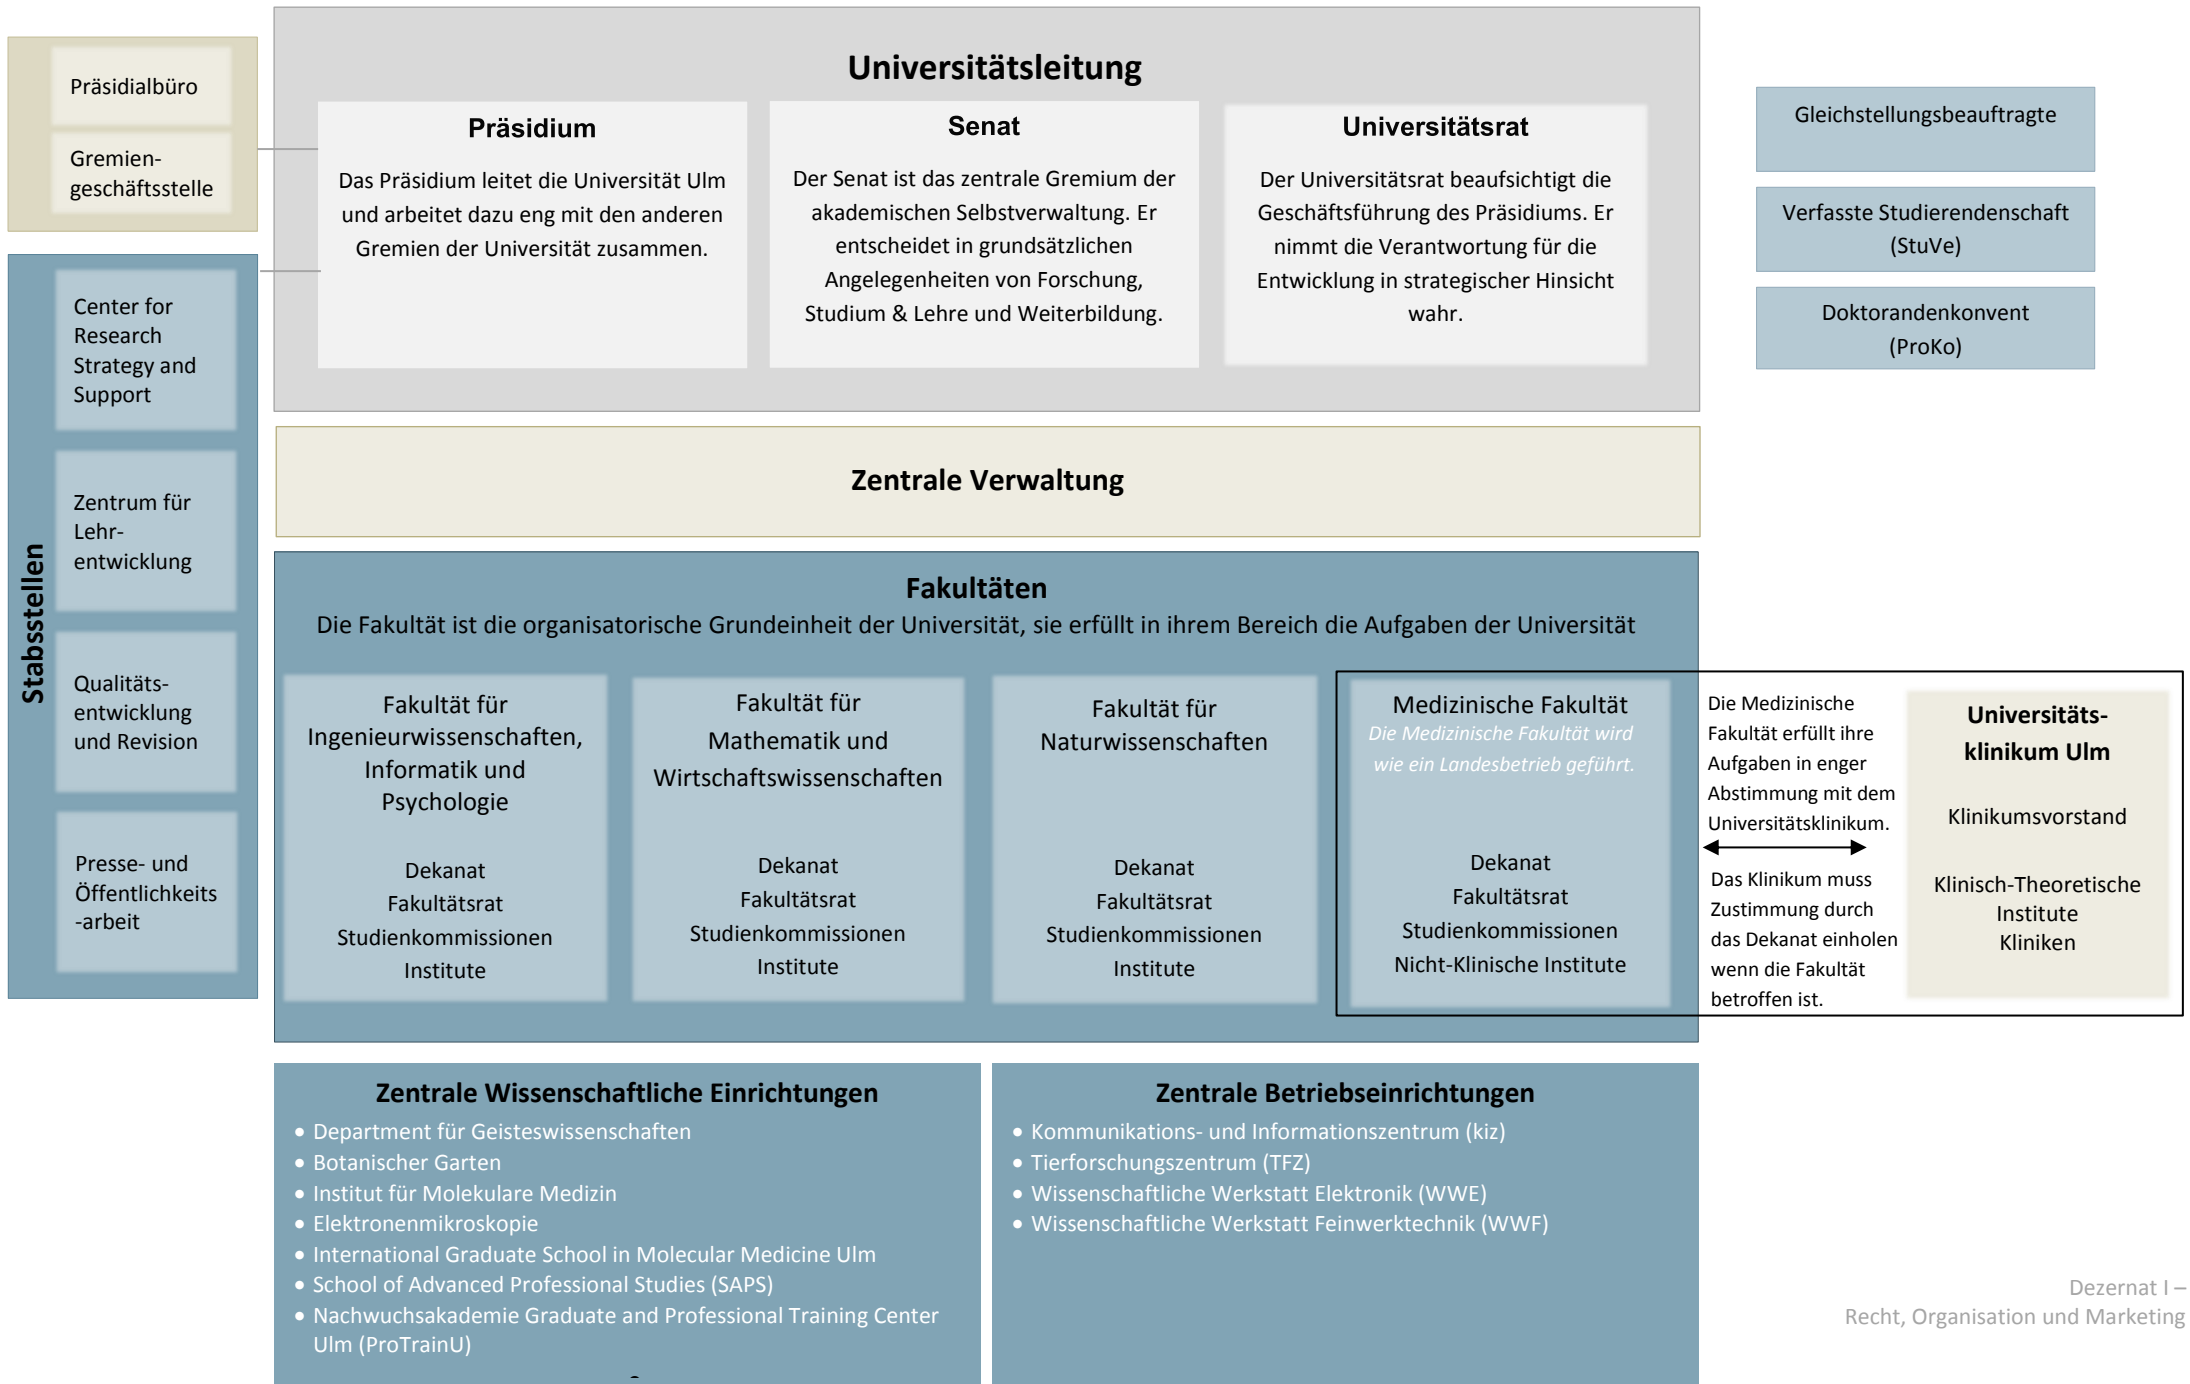 Präsidialbüro
Gremien-
geschäftsstelle
Stabsstellen
Center for
Research
Strategy and
Support
Zentrum für
Lehr-
entwicklung
Qualitäts-
entwicklung
und Revision
Presse- und
Öffentlichkeits
-arbeit
Universitätsleitung
Präsidium
Das Präsidium leitet die Universität Ulm
und arbeitet dazu eng mit den anderen
Gremien der Universität zusammen.
Senat
Der Senat ist das zentrale Gremium der
akademischen Selbstverwaltung. Er
entscheidet in grundsätzlichen
Angelegenheiten von Forschung,
Studium & Lehre und Weiterbildung.
Universitätsrat
Der Universitätsrat beaufsichtigt die
Geschäftsführung des Präsidiums. Er
nimmt die Verantwortung für die
Entwicklung in strategischer Hinsicht
wahr.
Gleichstellungsbeauftragte
Verfasste Studierendenschaft
(StuVe)
Doktorandenkonvent
(ProKo)
Zentrale Verwaltung
Fakultäten
Die Fakultät ist die organisatorische Grundeinheit der Universität, sie erfüllt in ihrem Bereich die Aufgaben der Universität
Fakultät für
Ingenieurwissenschaften,
Informatik und
Psychologie
Dekanat
Fakultätsrat
Studienkommissionen
Institute
Fakultät für
Mathematik und
Wirtschaftswissenschaften
Dekanat
Fakultätsrat
Studienkommissionen
Institute
Fakultät für
Naturwissenschaften
Dekanat
Fakultätsrat
Studienkommissionen
Institute
Medizinische Fakultät
Die Medizinische Fakultät wird
wie ein Landesbetrieb geführt.
Dekanat
Fakultätsrat
Studienkommissionen
Nicht-Klinische Institute
Die Medizinische
Fakultät erfüllt ihre
Aufgaben in enger
Abstimmung mit dem
Universitätsklinikum.
Das Klinikum muss
Zustimmung durch
das Dekanat einholen
wenn die Fakultät
betroffen ist.
Universitäts-
klinikum Ulm
Klinikumsvorstand
Klinisch-Theoretische
Institute
Kliniken
Zentrale Wissenschaftliche Einrichtungen
• Department für Geisteswissenschaften
• Botanischer Garten
• Institut für Molekulare Medizin
• Elektronenmikroskopie
• International Graduate School in Molecular Medicine Ulm
• School of Advanced Professional Studies (SAPS)
• Nachwuchsakademie Graduate and Professional Training Center
Ulm (ProTrainU)
Zentrale Betriebseinrichtungen
• Kommunikations- und Informationszentrum (kiz)
• Tierforschungszentrum (TFZ)
• Wissenschaftliche Werkstatt Elektronik (WWE)
• Wissenschaftliche Werkstatt Feinwerktechnik (WWF)
Dezernat I –
Recht, Organisation und Marketing